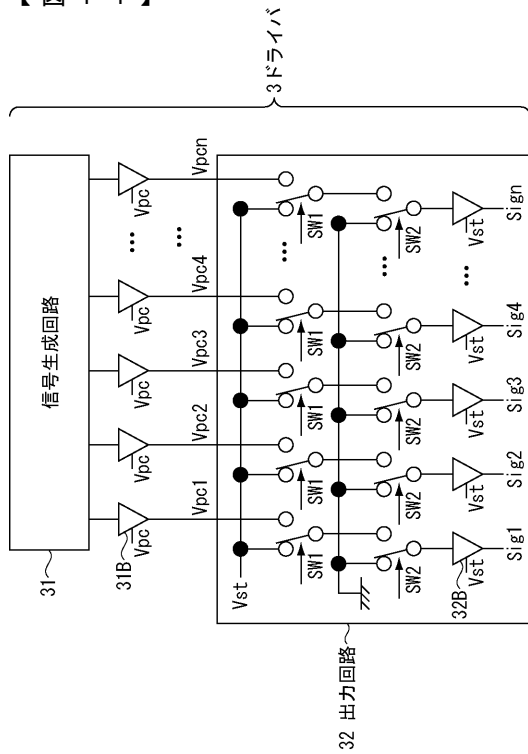 【図１１】
3ドライバ
信号生成回路
31
31B
Vpc
Vpc
Vpc
Vpc
...
Vpc
Vpc1
Vpc2
Vpc3
Vpc4
...
Vpcn
Vst
SW1
SW1
SW1
SW1
...
SW1
SW2
SW2
SW2
SW2
...
SW2
32B
Vst
Vst
Vst
Vst
...
Vst
Sig1
Sig2
Sig3
Sig4
Sign
32 出力回路